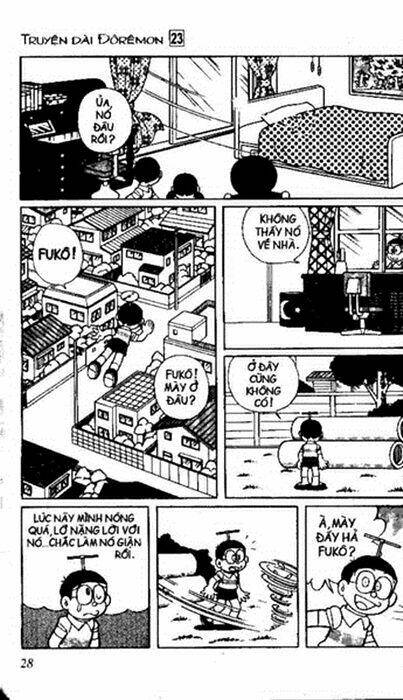 TRUYỆN DÀI ĐÔRÊMON 23
ỦA,
NÓ
ĐÂU
RỒI?
FUKÔ!
FUKÔ!
MÀY Ở
ĐÂU?
KHÔNG
THẤY NÓ
VỀ NHÀ.
Ở ĐÂY
CŨNG
KHÔNG
CÓ!
LÚC NÃY MÌNH NÓNG
QUÁ, LỠ NẶNG LỜI VỚI
NÓ...CHẮC LÀM NÓ GIẬN
RỒI.
À, MÀY
ĐẤY HẢ
FUKÔ?
28